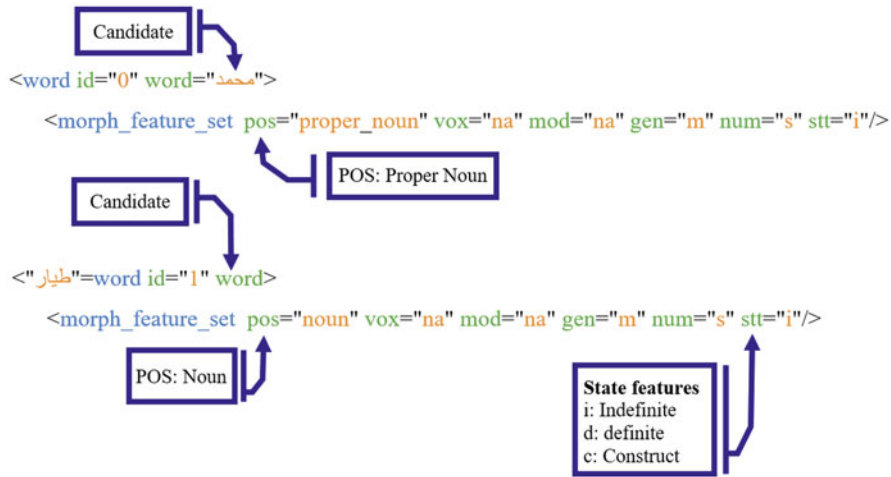 Candidate
<word id="0" word="محمد">
<morph_feature_set pos="proper_noun" vox="na" mod="na" gen="m" num="s" stt="i"/>
POS: Proper Noun
Candidate
<"طيار"=word id="1" word>
<morph_feature_set pos="noun" vox="na" mod="na" gen="m" num="s" stt="i"/>
POS: Noun
State features
i: Indefinite
d: definite
c: Construct